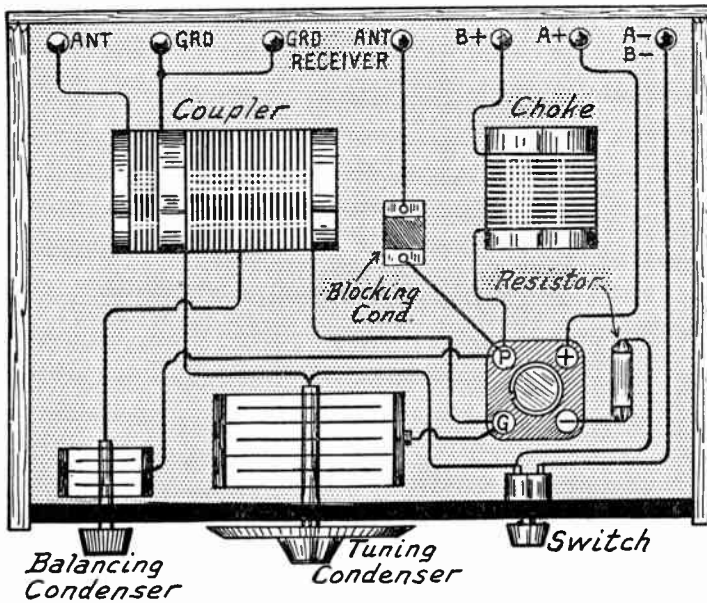 ANT GRD GRD ANT B+ A+ A-
RECEIVER B-
Coupler Choke
Blocking
Cond.
Resistor
P +
G -
Balancing
Condenser
Tuning
Condenser
Switch